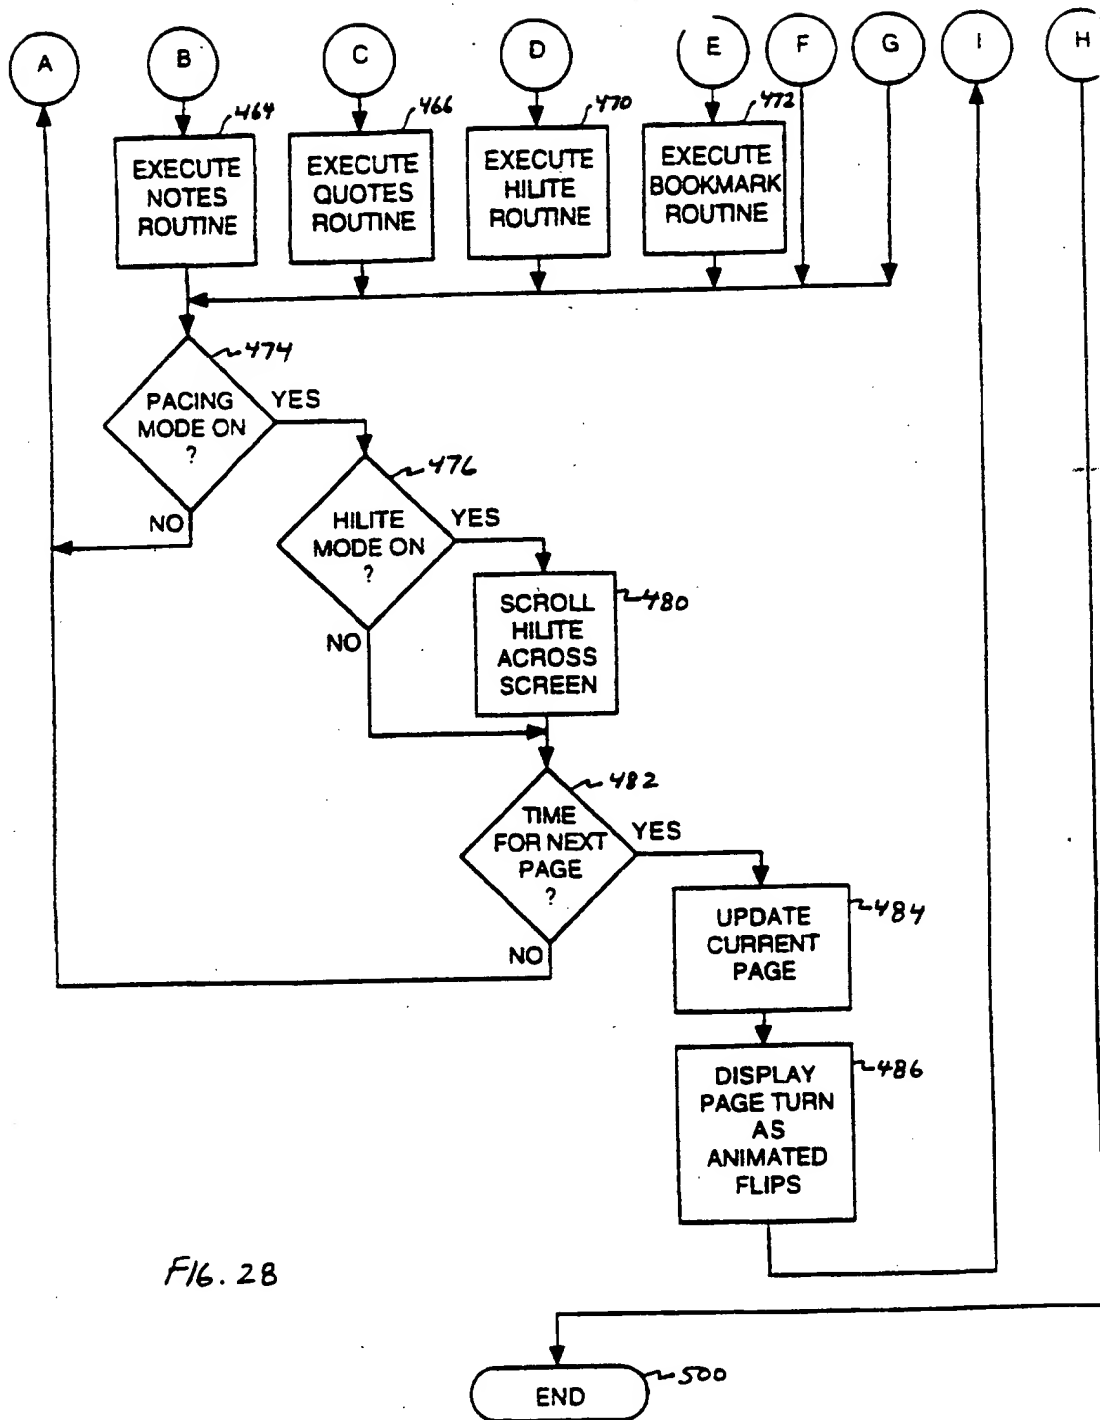 A
B
C
D
E
F
G
I
H
464
466
470
472
EXECUTE
NOTES
ROUTINE
EXECUTE
QUOTES
ROUTINE
EXECUTE
HILITE
ROUTINE
EXECUTE
BOOKMARK
ROUTINE
474
PACING
MODE ON
?
YES
NO
476
HILITE
MODE ON
?
YES
NO
480
SCROLL
HILITE
ACROSS
SCREEN
482
TIME
FOR NEXT
PAGE
?
YES
NO
484
UPDATE
CURRENT
PAGE
486
DISPLAY
PAGE TURN
AS
ANIMATED
FLIPS
FIG. 28
500
END